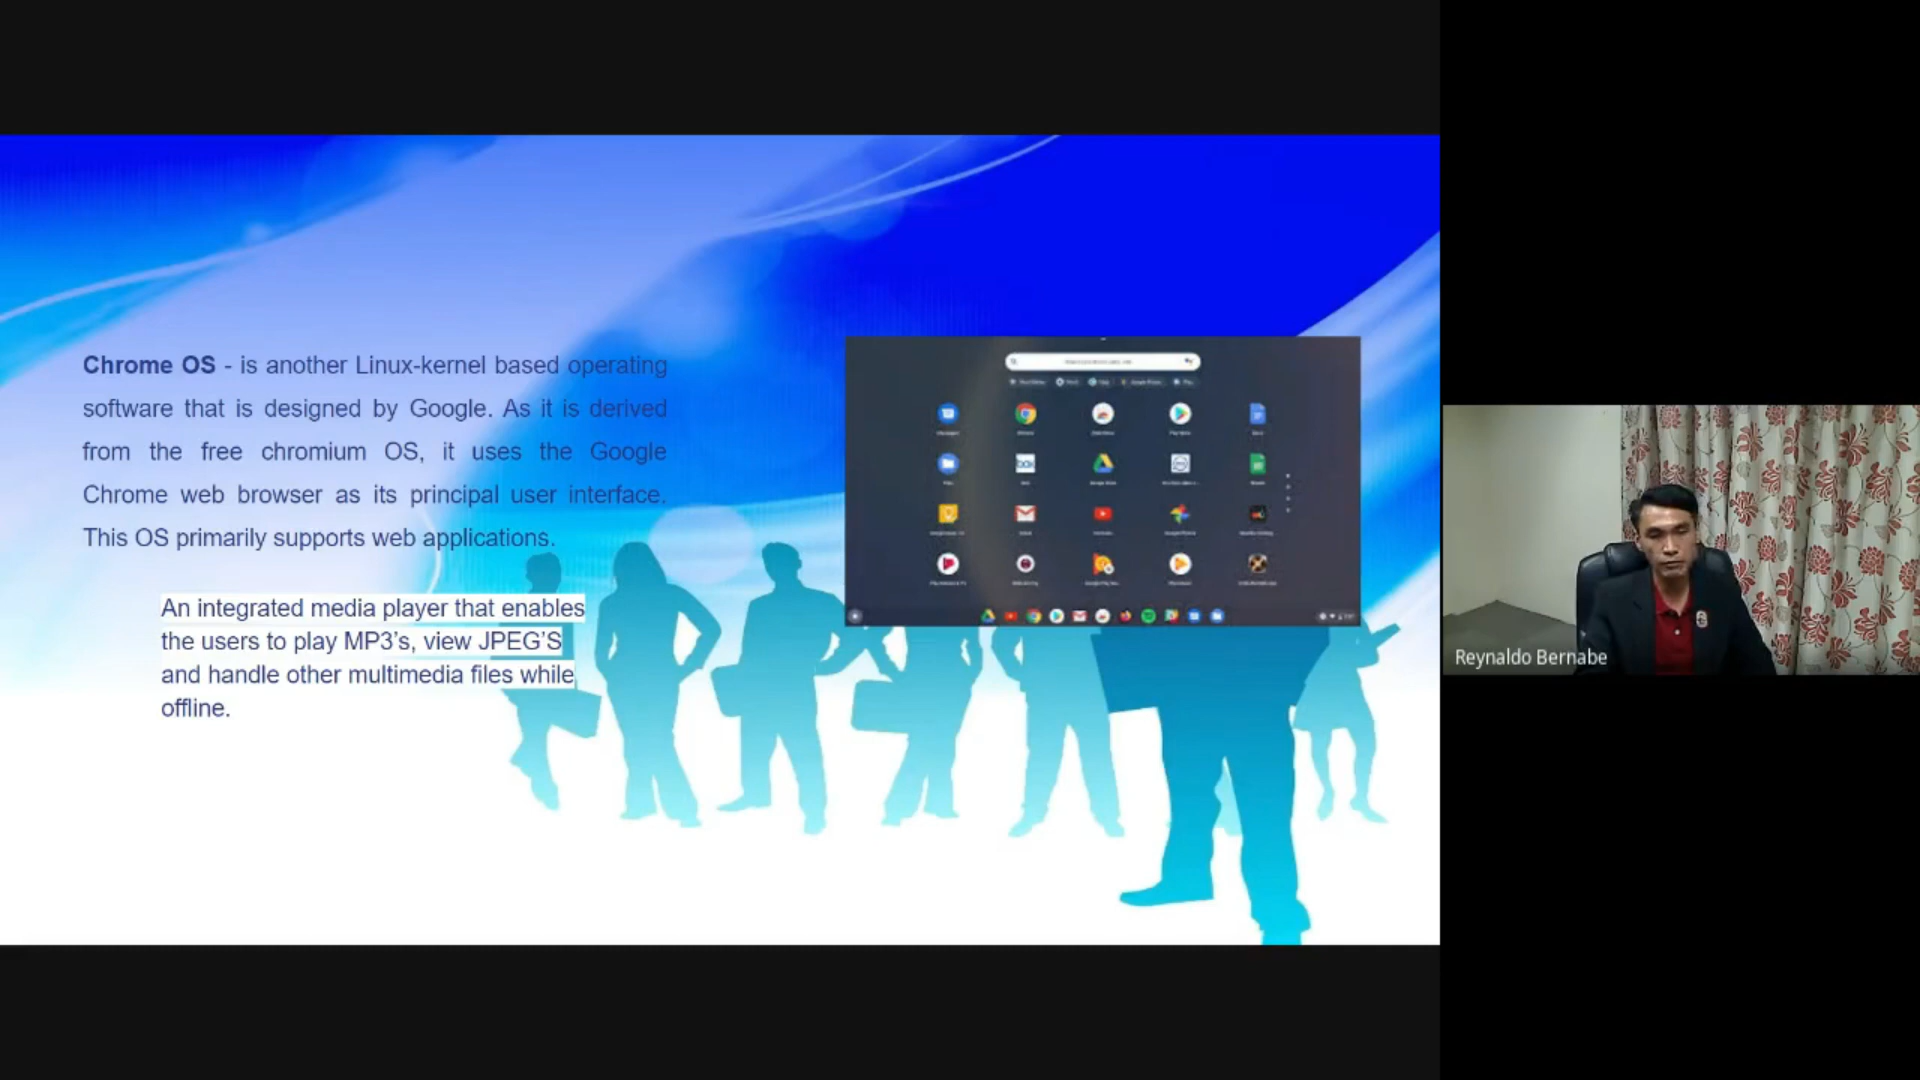 Chrome OS - is another Linux-kernel based operating
software that is designed by Google. As it is derived
from the free chromium OS, it uses the Google
Chrome web browser as its principal user interface.
This OS primarily supports web applications.
An integrated media player that enables
the users to play MP3’s, view JPEG’S
and handle other multimedia files while
offline.
Reynaldo Bernabe